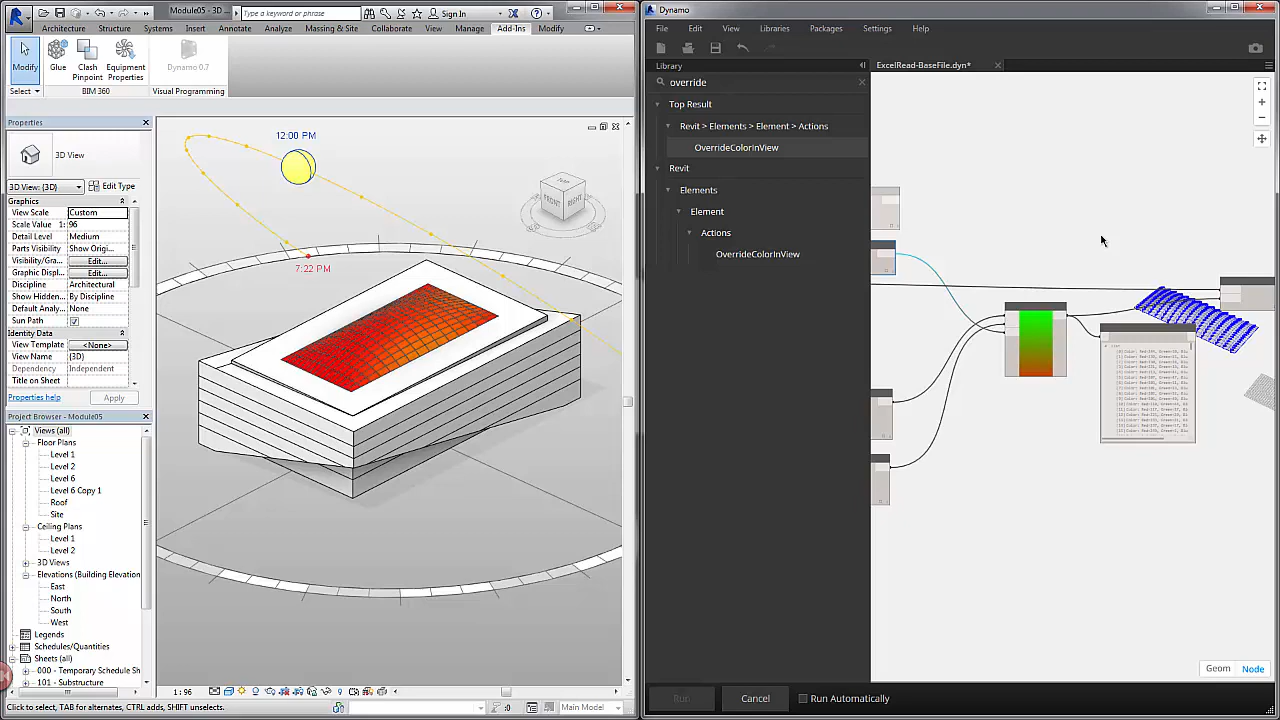 Module05 - 3D ...
Type a keyword or phrase
Sign In
Architecture Structure Systems Insert Annotate Analyze Massing & Site Collaborate View Manage Add-Ins Modify
Modify
Glue
Clash Pinpoint
Equipment Properties
Dynamo 0.7
Select
BIM 360
Visual Programming
Properties
3D View
3D View: {3D}
Edit Type
Graphics
View Scale Custom
Scale Value 1: 96
Detail Level Medium
Parts Visibility Show Origi...
Visibility/Gra... Edit...
Graphic Displ... Edit...
Discipline Architectural
Show Hidden... By Discipline
Default Analy... None
Sun Path
Identity Data
View Template <None>
View Name {3D}
Dependency Independent
Title on Sheet
Properties help
Apply
Project Browser - Module05
Views (all)
Floor Plans
Level 1
Level 2
Level 6
Level 6 Copy 1
Roof
Site
Ceiling Plans
Level 1
Level 2
3D Views
Elevations (Building Elevation
East
North
South
West
Legends
Schedules/Quantities
Sheets (all)
000 - Temporary Schedule Sh
101 - Substructure
12:00 PM
7:22 PM
TOP
FRONT
RIGHT
1 : 96
Click to select, TAB for alternates, CTRL adds, SHIFT unselects.
:0
Main Model
Dynamo
File Edit View Libraries Packages Settings Help
Library
ExcelRead-BaseFile.dyn*
override
Top Result
Revit > Elements > Element > Actions
OverrideColorInView
Revit
Elements
Element
Actions
OverrideColorInView
Geom Node
Run
Cancel
Run Automatically